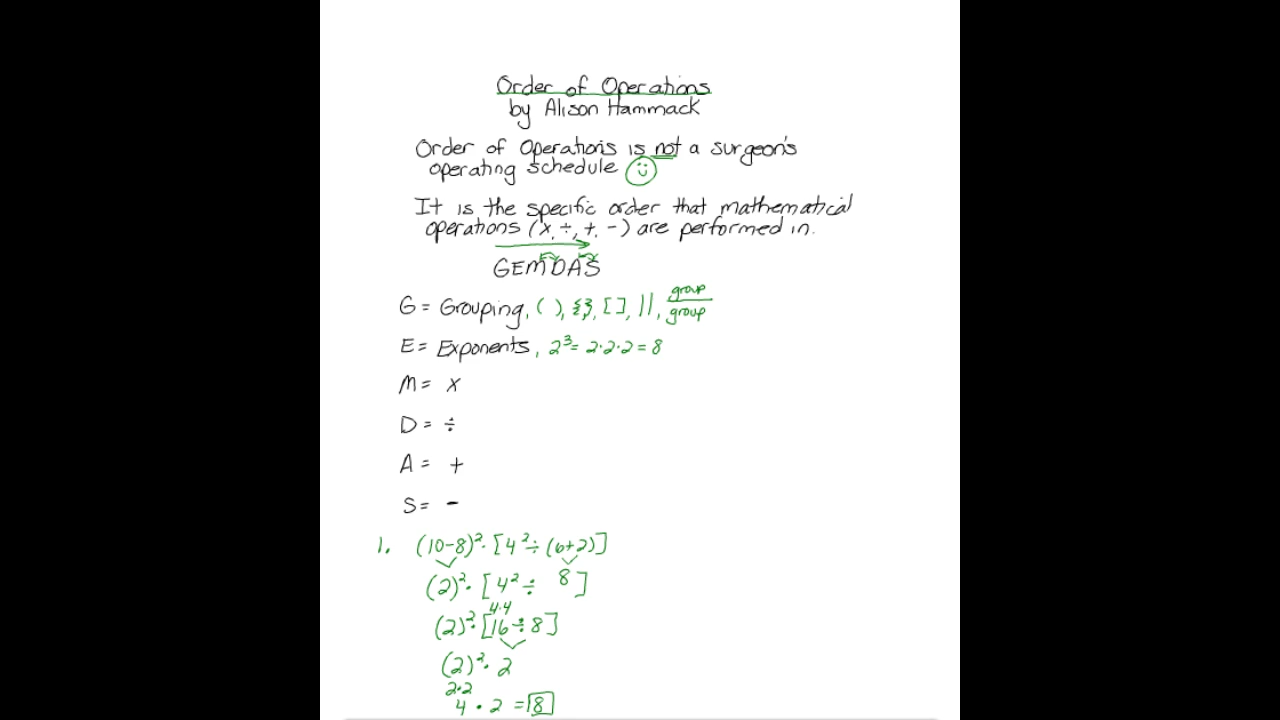 Order of Operations
by Alison Hammack
Order of Operations is not a surgeon's
operating schedule
It is the specific order that mathematical
operations (x, ÷, +, -) are performed in.
GEMDAS
G = Grouping, ( ), {}, [ ], ||, group/group
E = Exponents, 2³ = 2·2·2 = 8
M = x
D = ÷
A = +
S = -
1. (10-8)²·[4²÷(6+2)]
(2)²·[4²÷ 8]
4·4
(2)²·[16÷8]
(2)²·2
2·2
4·2 = 8